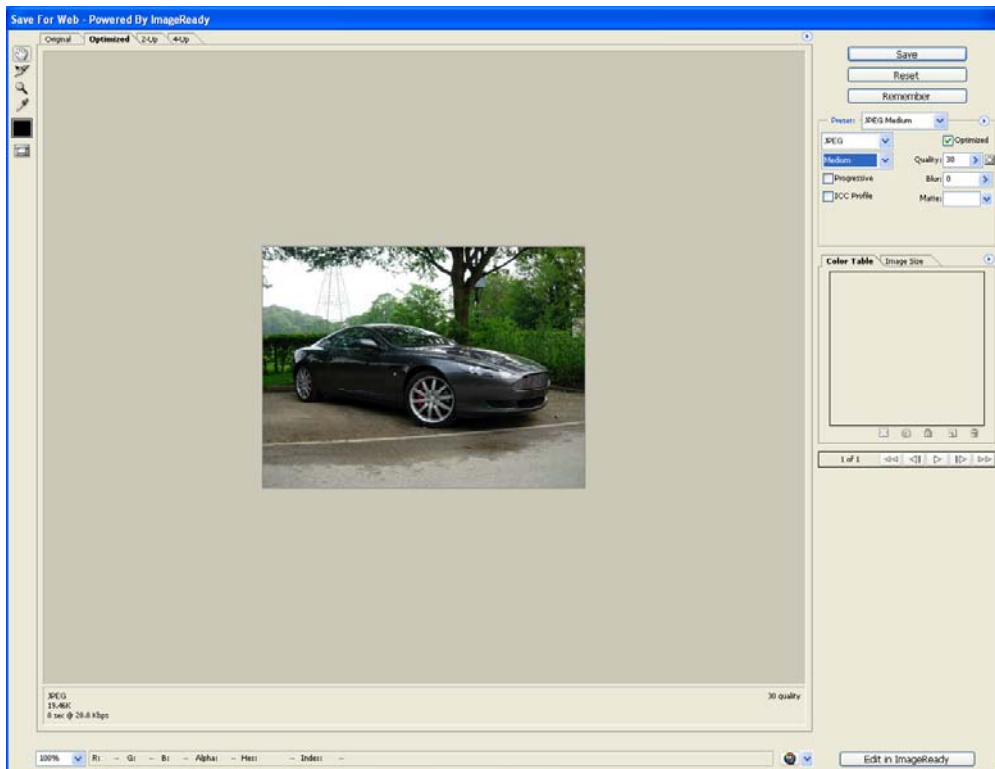 Save For Web - Powered By ImageReady
Original Optimized 2-Up 4-Up
Save
Reset
Remember
Preset: JPEG Medium
JPEG Optimized
Medium Quality: 30
Progressive Blur: 0
ICC Profile Matte:
Color Table Image Size
1 of 1
JPEG 30 quality
19.46K
8 sec @ 28.8 Kbps
100% R: -- G: -- B: -- Alpha: -- Hex: -- Index: --
Edit in ImageReady